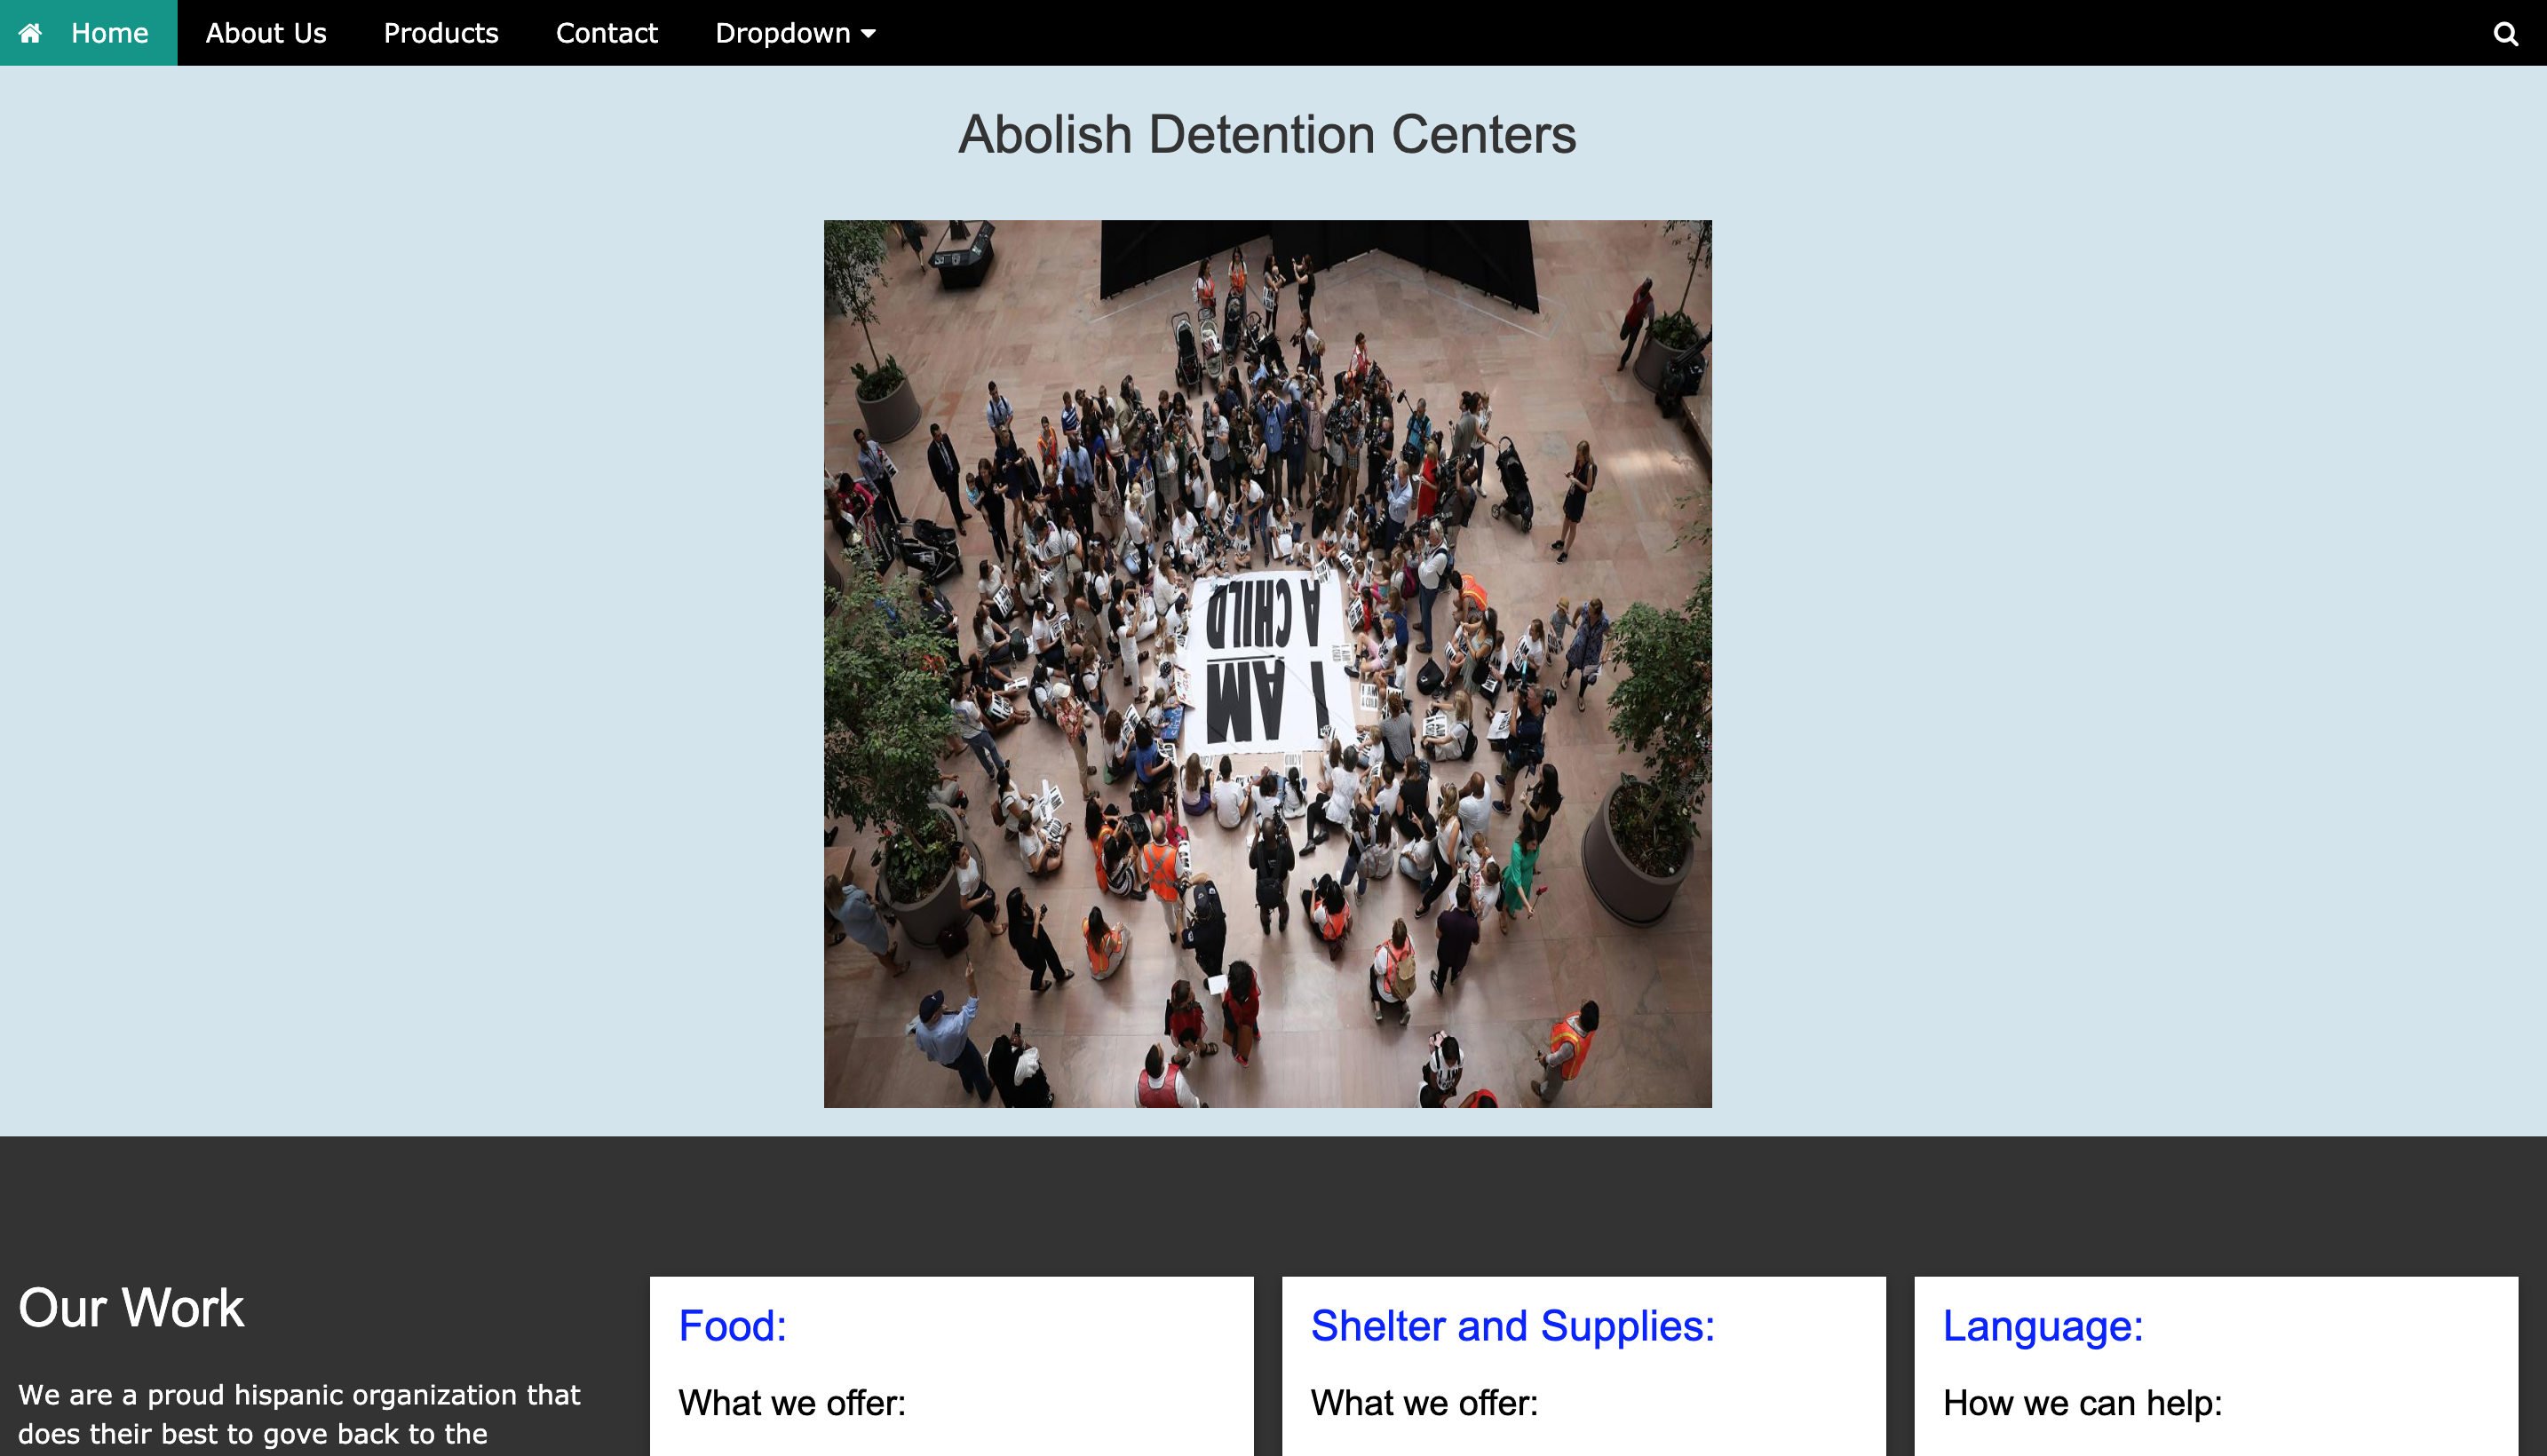 Home About Us Products Contact Dropdown
Abolish Detention Centers
I AM
A CHILD
Our Work
We are a proud hispanic organization that
does their best to gove back to the
Food:
What we offer:
Shelter and Supplies:
What we offer:
Language:
How we can help: